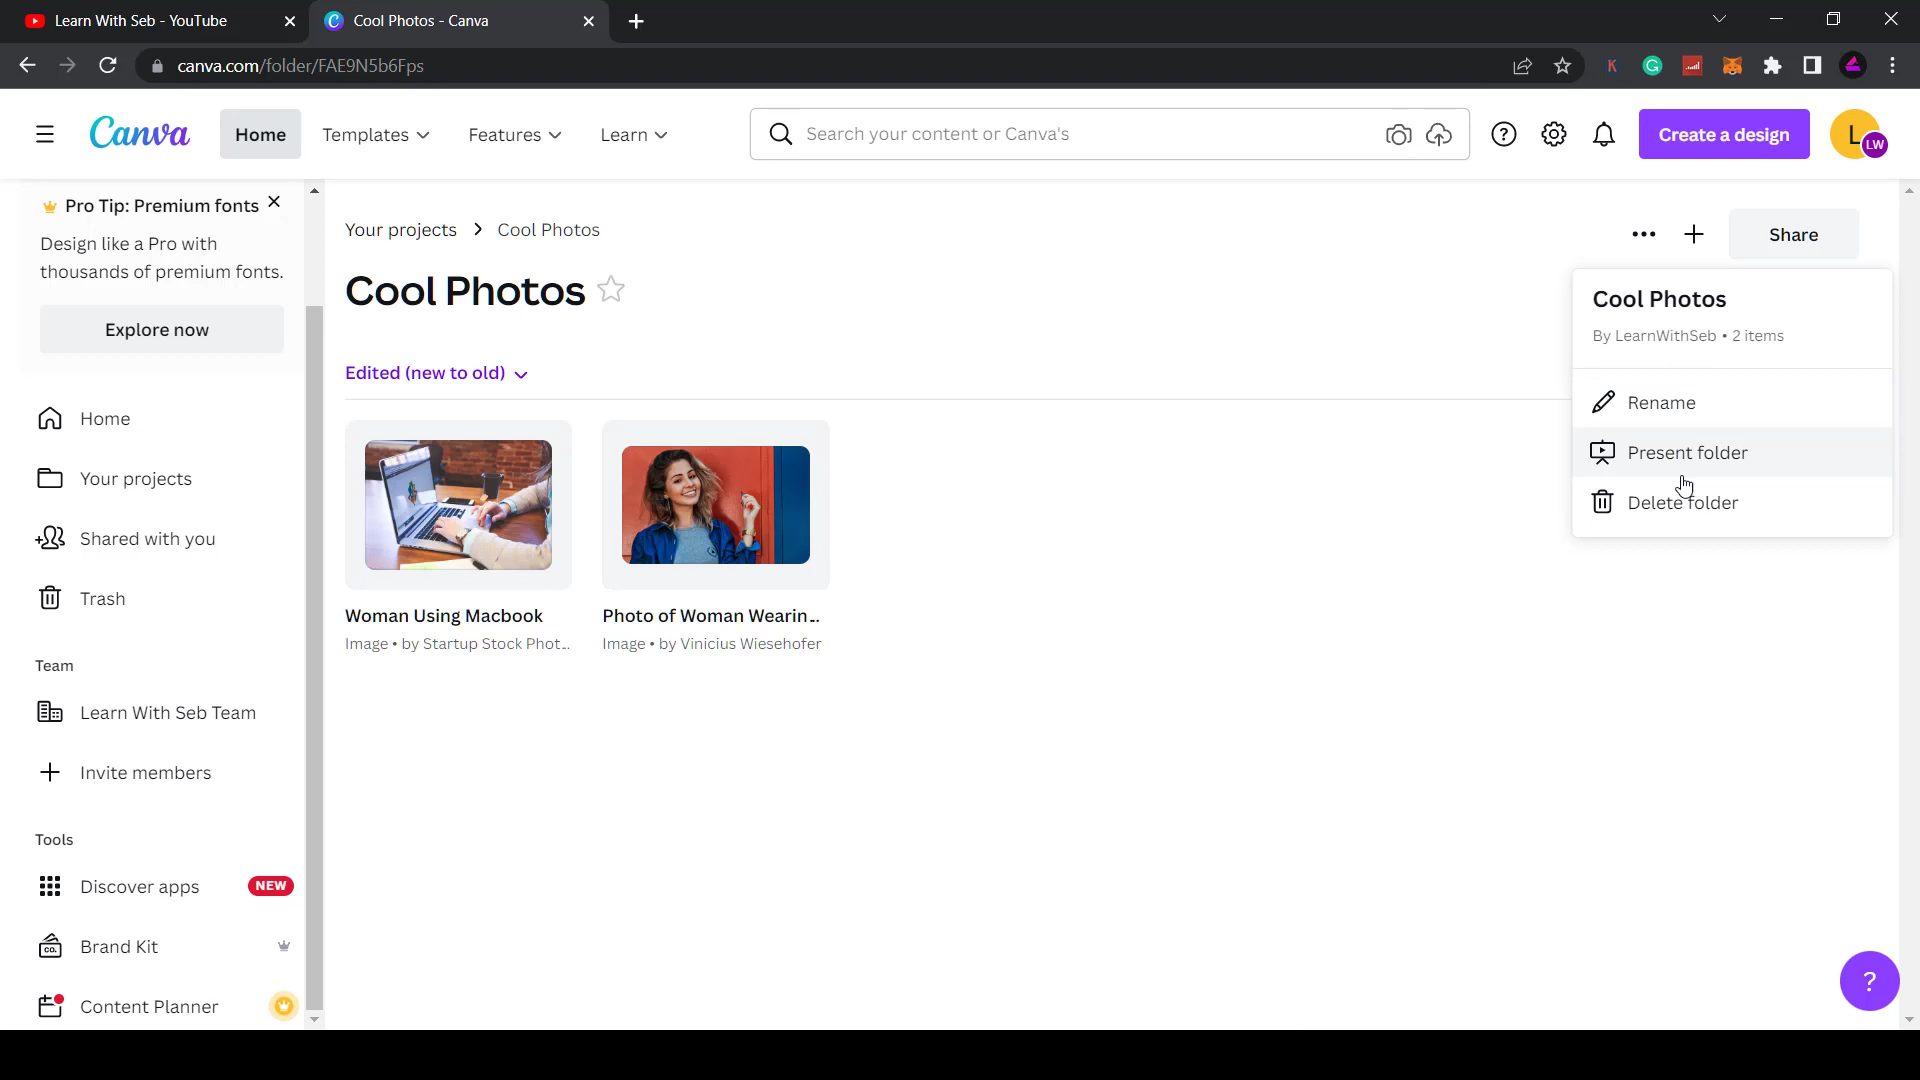 Learn With Seb - YouTube
Cool Photos - Canva
canva.com/folder/FAE9N5b6Fps
Canva
Home
Templates
Features
Learn
Search your content or Canva's
Create a design
L
LW
Pro Tip: Premium fonts
Design like a Pro with
thousands of premium fonts.
Explore now
Home
Your projects
Shared with you
Trash
Team
Learn With Seb Team
Invite members
Tools
Discover apps
NEW
Brand Kit
Content Planner
Your projects > Cool Photos
Share
Cool Photos
Edited (new to old)
Woman Using Macbook
Image • by Startup Stock Phot...
Photo of Woman Wearin...
Image • by Vinicius Wiesehofer
Cool Photos
By LearnWithSeb • 2 items
Rename
Present folder
Delete folder
?